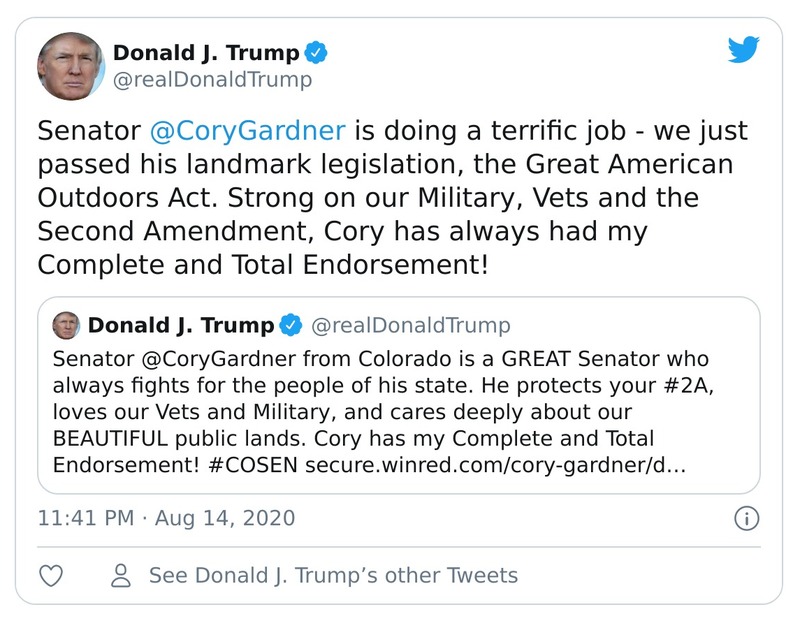 Donald J. Trump
@realDonaldTrump
Senator @CoryGardner is doing a terrific job - we just
passed his landmark legislation, the Great American
Outdoors Act. Strong on our Military, Vets and the
Second Amendment, Cory has always had my
Complete and Total Endorsement!
Donald J. Trump @realDonaldTrump
Senator @CoryGardner from Colorado is a GREAT Senator who
always fights for the people of his state. He protects your #2A,
loves our Vets and Military, and cares deeply about our
BEAUTIFUL public lands. Cory has my Complete and Total
Endorsement! #COSEN secure.winred.com/cory-gardner/d…
11:41 PM · Aug 14, 2020
See Donald J. Trump’s other Tweets